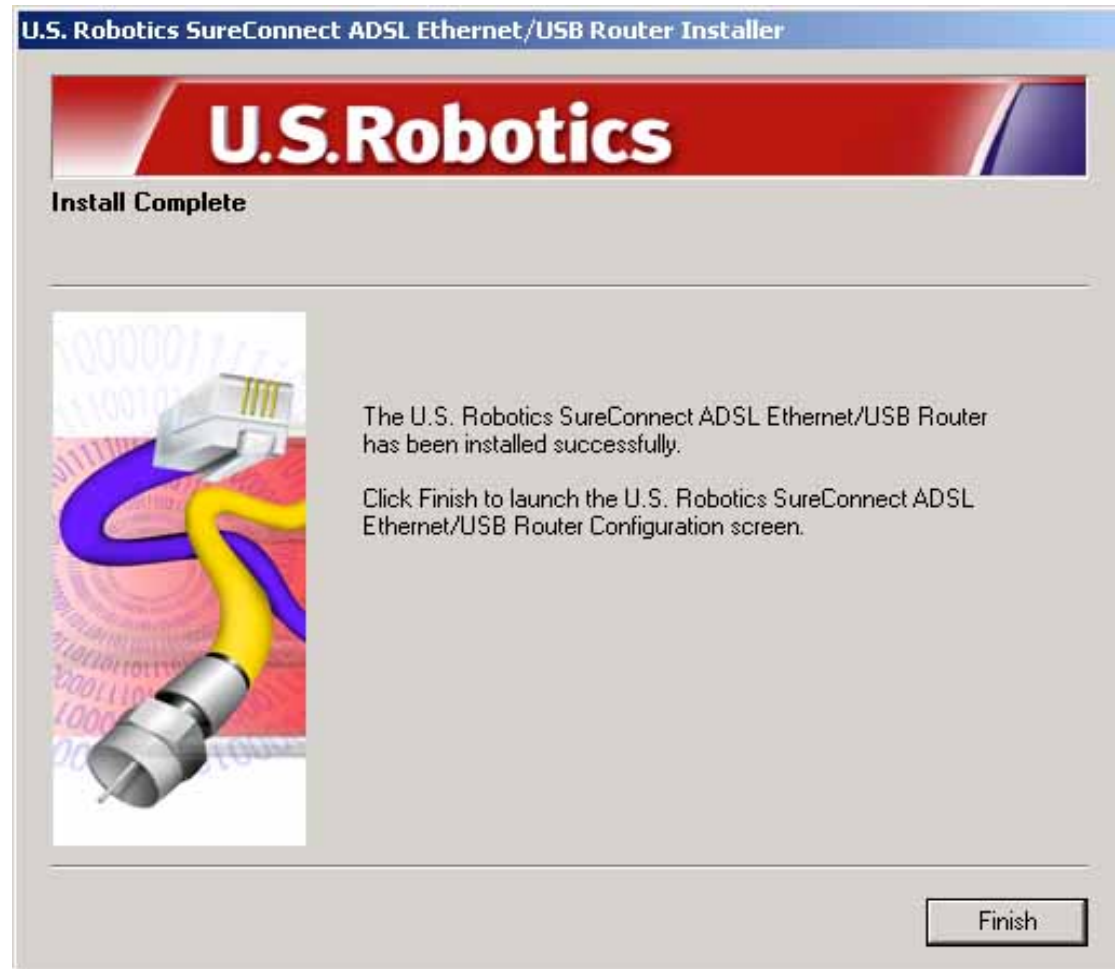 U.S. Robotics SureConnect ADSL Ethernet/USB Router Installer
U.S.Robotics
Install Complete
The U.S. Robotics SureConnect ADSL Ethernet/USB Router
has been installed successfully.
Click Finish to launch the U.S. Robotics SureConnect ADSL
Ethernet/USB Router Configuration screen.
Finish